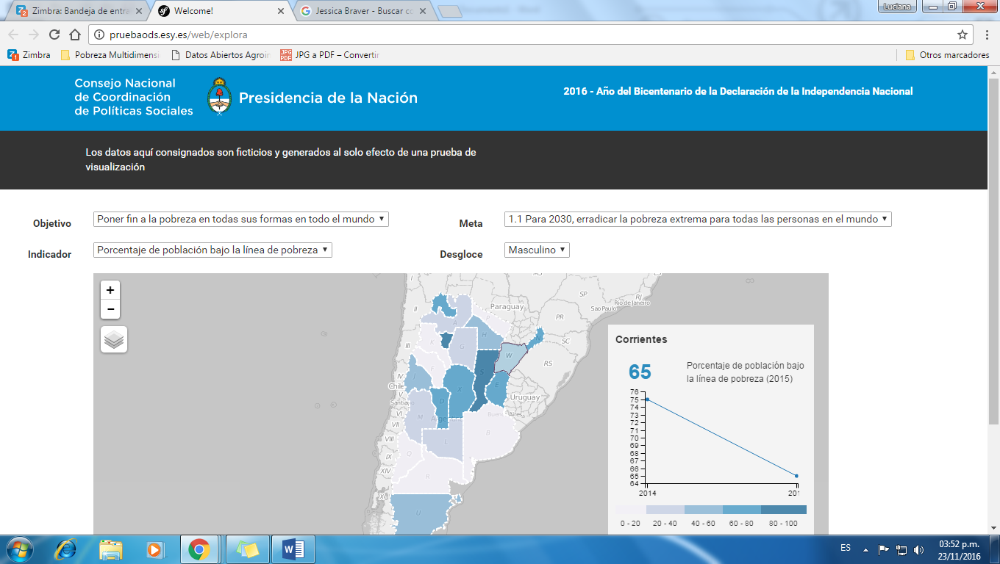 Zimbra: Bandeja de entra
Welcome!
Jessica Braver - Buscar co
Luciana
pruebaods.esy.es/web/explora
Zimbra
Pobreza Multidimensi
Datos Abiertos Agroin
JPG a PDF – Convertir
Otros marcadores
Consejo Nacional
de Coordinación
de Políticas Sociales
Presidencia de la Nación
2016 - Año del Bicentenario de la Declaración de la Independencia Nacional
Los datos aquí consignados son ficticios y generados al solo efecto de una prueba de
visualización
Objetivo
Poner fin a la pobreza en todas sus formas en todo el mundo
Meta
1.1 Para 2030, erradicar la pobreza extrema para todas las personas en el mundo
Indicador
Porcentaje de población bajo la línea de pobreza
Desgloce
Masculino
+
−
II
III
IV
V
VI
VII
VIII
IX
XIV
Paraguay
MS
SP
RJ
Rio de Janeiro
Sao Paulo
PR
SC
RS
Uruguay
Chile
Santiago
Buenos Aires
A
P
H
K
G
W
F
S
J
X
E
D
M
L
B
Q
R
U
Corrientes
65
Porcentaje de población bajo
la línea de pobreza (2015)
76
75
74
73
72
71
70
69
68
67
66
65
64
2014
201
0 - 20
20 - 40
40 - 60
60 - 80
80 - 100
ES
03:52 p.m.
23/11/2016